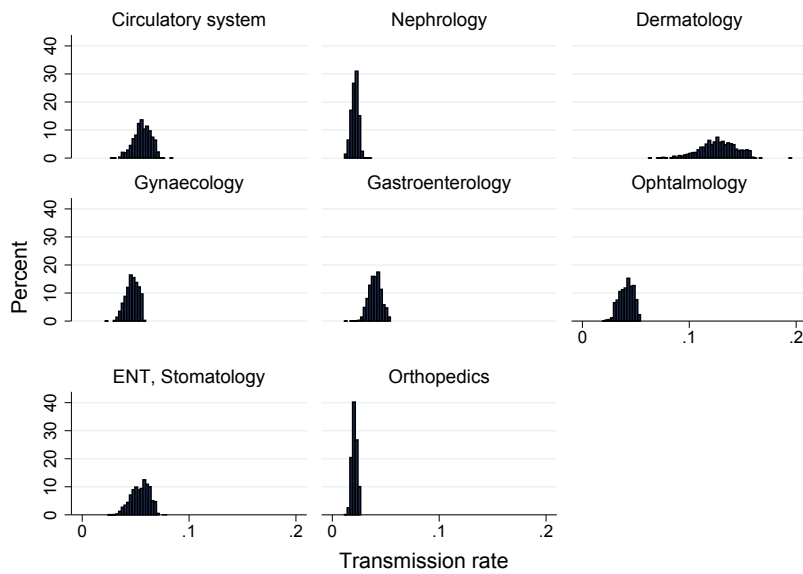 Circulatory system
Nephrology
Dermatology
40
30
20
10
0
Gynaecology
Gastroenterology
Ophtalmology
40
30
20
10
0
0 .1 .2
ENT, Stomatology
Orthopedics
40
30
20
10
0
0 .1 .2
0 .1 .2
Percent
Transmission rate